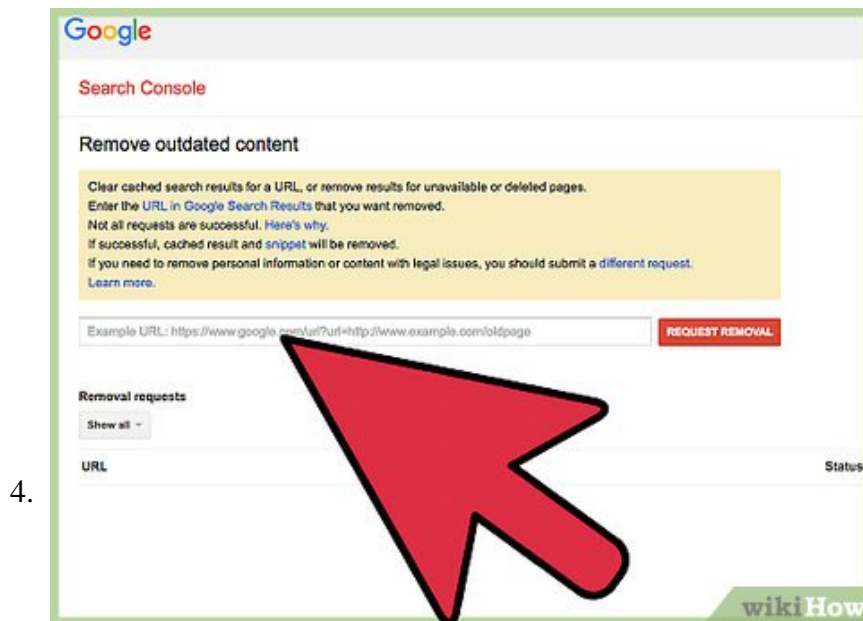 Google
Search Console
Remove outdated content
Clear cached search results for a URL, or remove results for unavailable or deleted pages.
Enter the URL in Google Search Results that you want removed.
Not all requests are successful. Here's why.
If successful, cached result and snippet will be removed.
If you need to remove personal information or content with legal issues, you should submit a different request.
Learn more.
Example URL: https://www.google.com/url?url=http://www.example.com/oldpage REQUEST REMOVAL
Removal requests
Show all
URL Status
4.
wikiHow